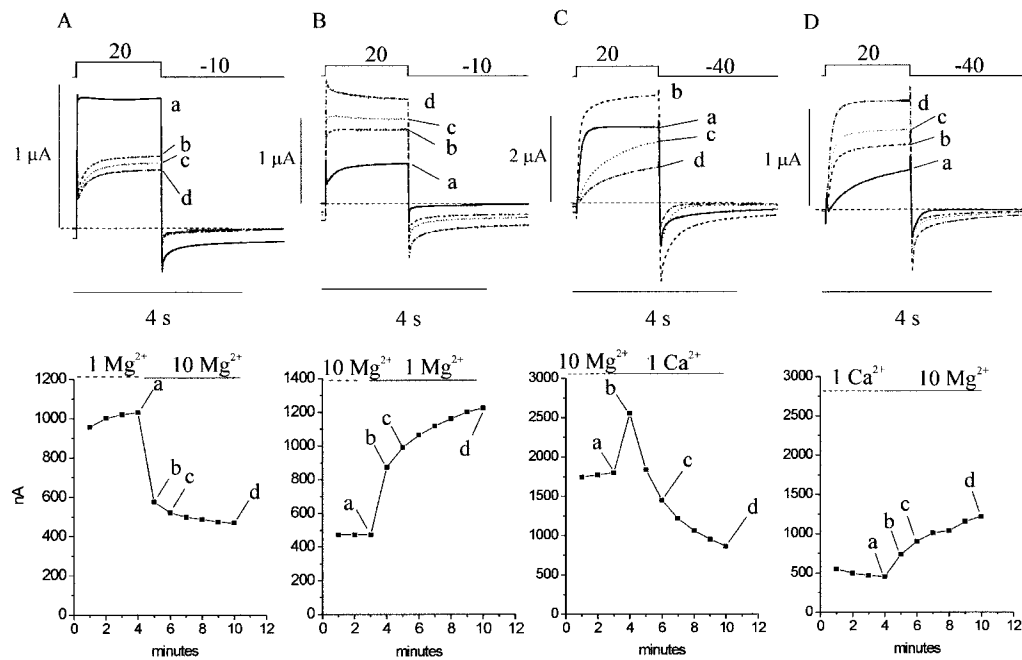 A
B
C
D
20
-10
20
-10
20
-40
20
-40
a
b
c
d
1 µA
d
c
b
a
1 µA
b
a
c
d
2 µA
d
c
b
a
1 µA
4 s
4 s
4 s
4 s
1 Mg2+ 10 Mg2+
1200
1000
800
600
400
200
0
nA
a
b
c
d
0 2 4 6 8 10 12
minutes
10 Mg2+ 1 Mg2+
1400
1200
1000
800
600
400
200
0
a
b
c
d
0 2 4 6 8 10 12
minutes
10 Mg2+ 1 Ca2+
3000
2500
2000
1500
1000
500
0
a
b
c
d
0 2 4 6 8 10 12
minutes
1 Ca2+ 10 Mg2+
3000
2500
2000
1500
1000
500
0
a
b
c
d
0 2 4 6 8 10 12
minutes